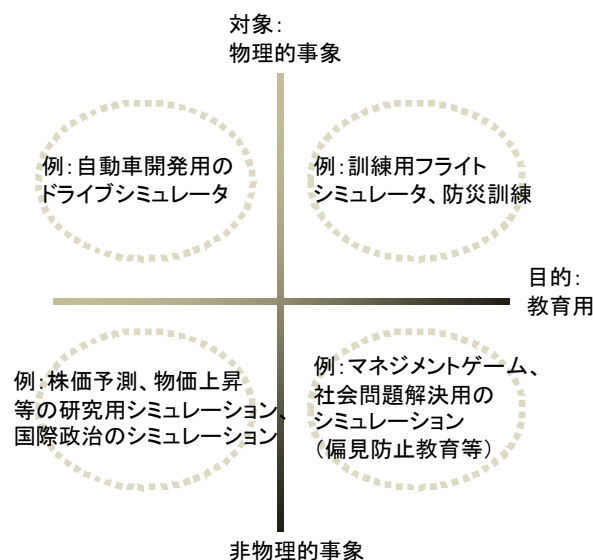 対象：
物理的事象
例：自動車開発用の
ドライブシミュレータ
例：訓練用フライト
シミュレータ、防災訓練
目的：
教育用
例：株価予測、物価上昇
等の研究用シミュレーション、
国際政治のシミュレーション
例：マネジメントゲーム、
社会問題解決用の
シミュレーション
（偏見防止教育等）
非物理的事象